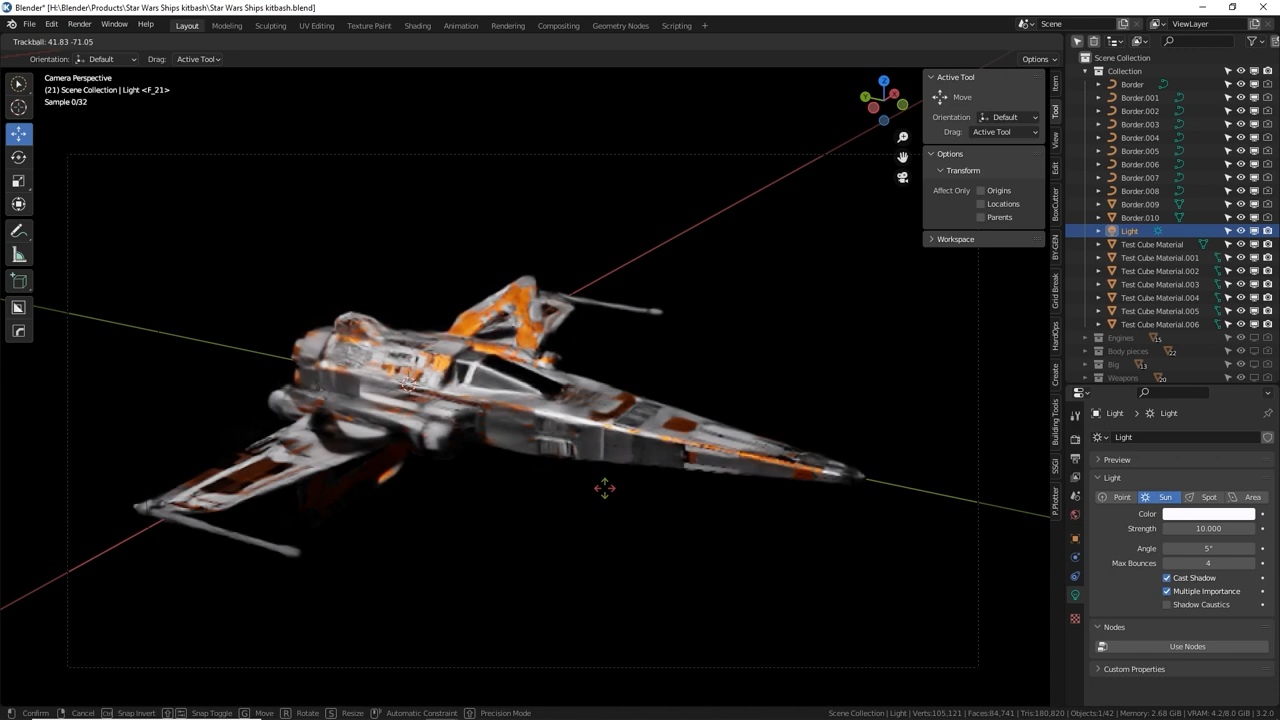 Blender* [H:\Blender\Products\Star Wars Ships kitbash\Star Wars Ships kitbash.blend]
File Edit Render Window Help Layout Modeling Sculpting UV Editing Texture Paint Shading Animation Rendering Compositing Geometry Nodes Scripting + Scene ViewLayer
Trackball: 41.83 -71.05
Orientation: Default Drag: Active Tool Options
Camera Perspective
(21) Scene Collection | Light <F_21>
Sample 0/32
Z
Y
X
Active Tool
Move
Orientation Default
Drag: Active Tool
Options
Transform
Affect Only Origins
Locations
Parents
Workspace
Item
Tool
View
Edit
BoxCutter
BY-GEN
Grid Break
HardOps
Create
Building Tools
SSGI
P.Plotter
Scene Collection
Collection
Border
Border.001
Border.002
Border.003
Border.004
Border.005
Border.006
Border.007
Border.008
Border.009
Border.010
Light
Test Cube Material
Test Cube Material.001
Test Cube Material.002
Test Cube Material.003
Test Cube Material.004
Test Cube Material.005
Test Cube Material.006
Engines 15
Body pieces 22
Big 13
Weapons 20
Light > Light
Light
Preview
Light
Point Sun Spot Area
Color
Strength 10.000
Angle 5°
Max Bounces 4
Cast Shadow
Multiple Importance
Shadow Caustics
Nodes
Use Nodes
Custom Properties
Confirm Cancel Ctrl Snap Invert Snap Toggle G Move R Rotate S Resize Automatic Constraint Precision Mode Scene Collection | Light | Verts:105,121 | Faces:84,741 | Tris:180,820 | Objects:1/42 | Memory: 2.68 GiB | VRAM: 4.2/8.0 GiB | 3.2.0